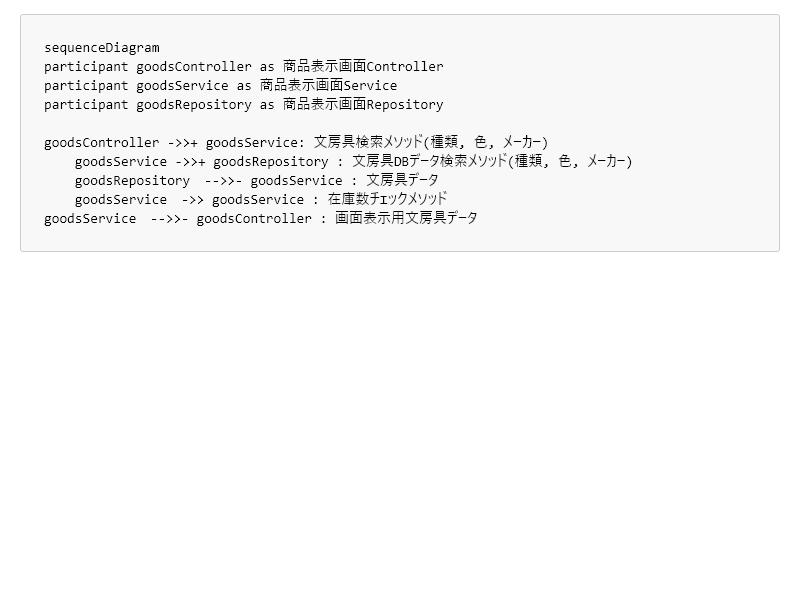 sequenceDiagram
participant goodsController as 商品表示画面Controller
participant goodsService as 商品表示画面Service
participant goodsRepository as 商品表示画面Repository
goodsController ->>+ goodsService: 文房具検索メソッド(種類, 色, メーカー)
goodsService ->>+ goodsRepository : 文房具DBデータ検索メソッド(種類, 色, メーカー)
goodsRepository -->>- goodsService : 文房具データ
goodsService ->> goodsService : 在庫数チェックメソッド
goodsService -->>- goodsController : 画面表示用文房具データ